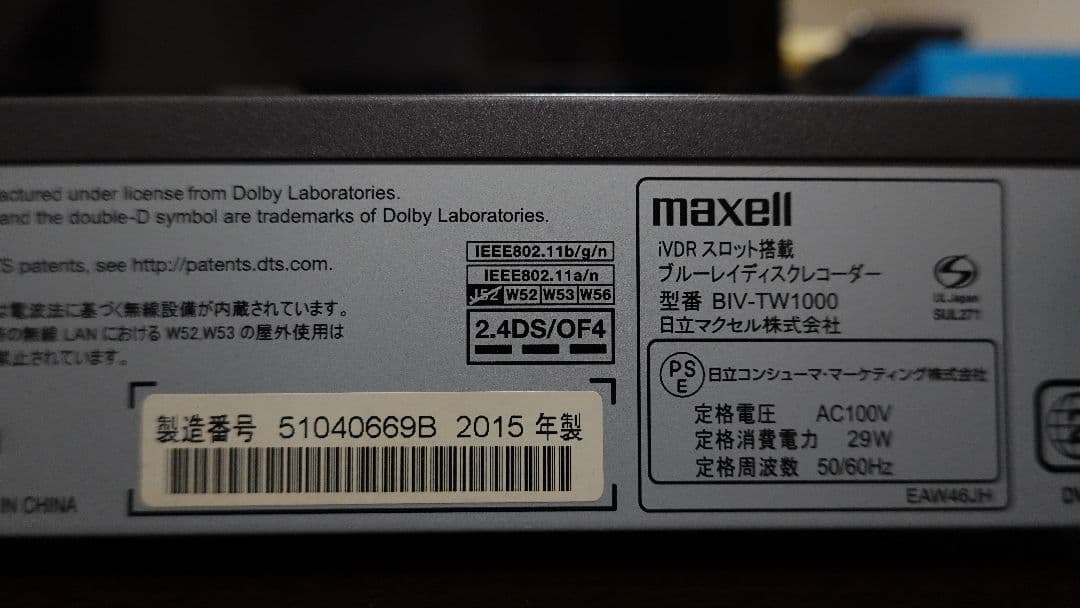 actured under license from Dolby Laboratories.
and the double-D symbol are trademarks of Dolby Laboratories.
S patents, see http://patents.dts.com.
は電波法に基づく無線設備が内蔵されています。
の無線 LAN における W52,W53 の屋外使用は
禁止されています。
IEEE802.11b/g/n
IEEE802.11a/n
J52 W52 W53 W56
2.4DS/OF4
製造番号 51040669B 2015 年製
IN CHINA
maxell
iVDR スロット搭載
ブルーレイディスクレコーダー
型番 BIV-TW1000
日立マクセル株式会社
UL Japan
SUL271
PS
E
日立コンシューマ・マーケティング株式会社
定格電圧 AC100V
定格消費電力 29W
定格周波数 50/60Hz
EAW46JH